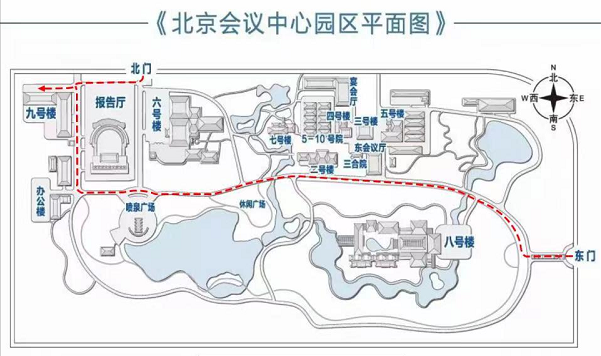 《北京会议中心园区平面图》
北门
N
北
W西
东E
南
S
九号楼
报告厅
六号楼
宴会厅
四号楼
三号楼
五号楼
七号楼
5-10号院
东会议厅
二号楼
三合院
办公楼
喷泉广场
休闲广场
八号楼
东门